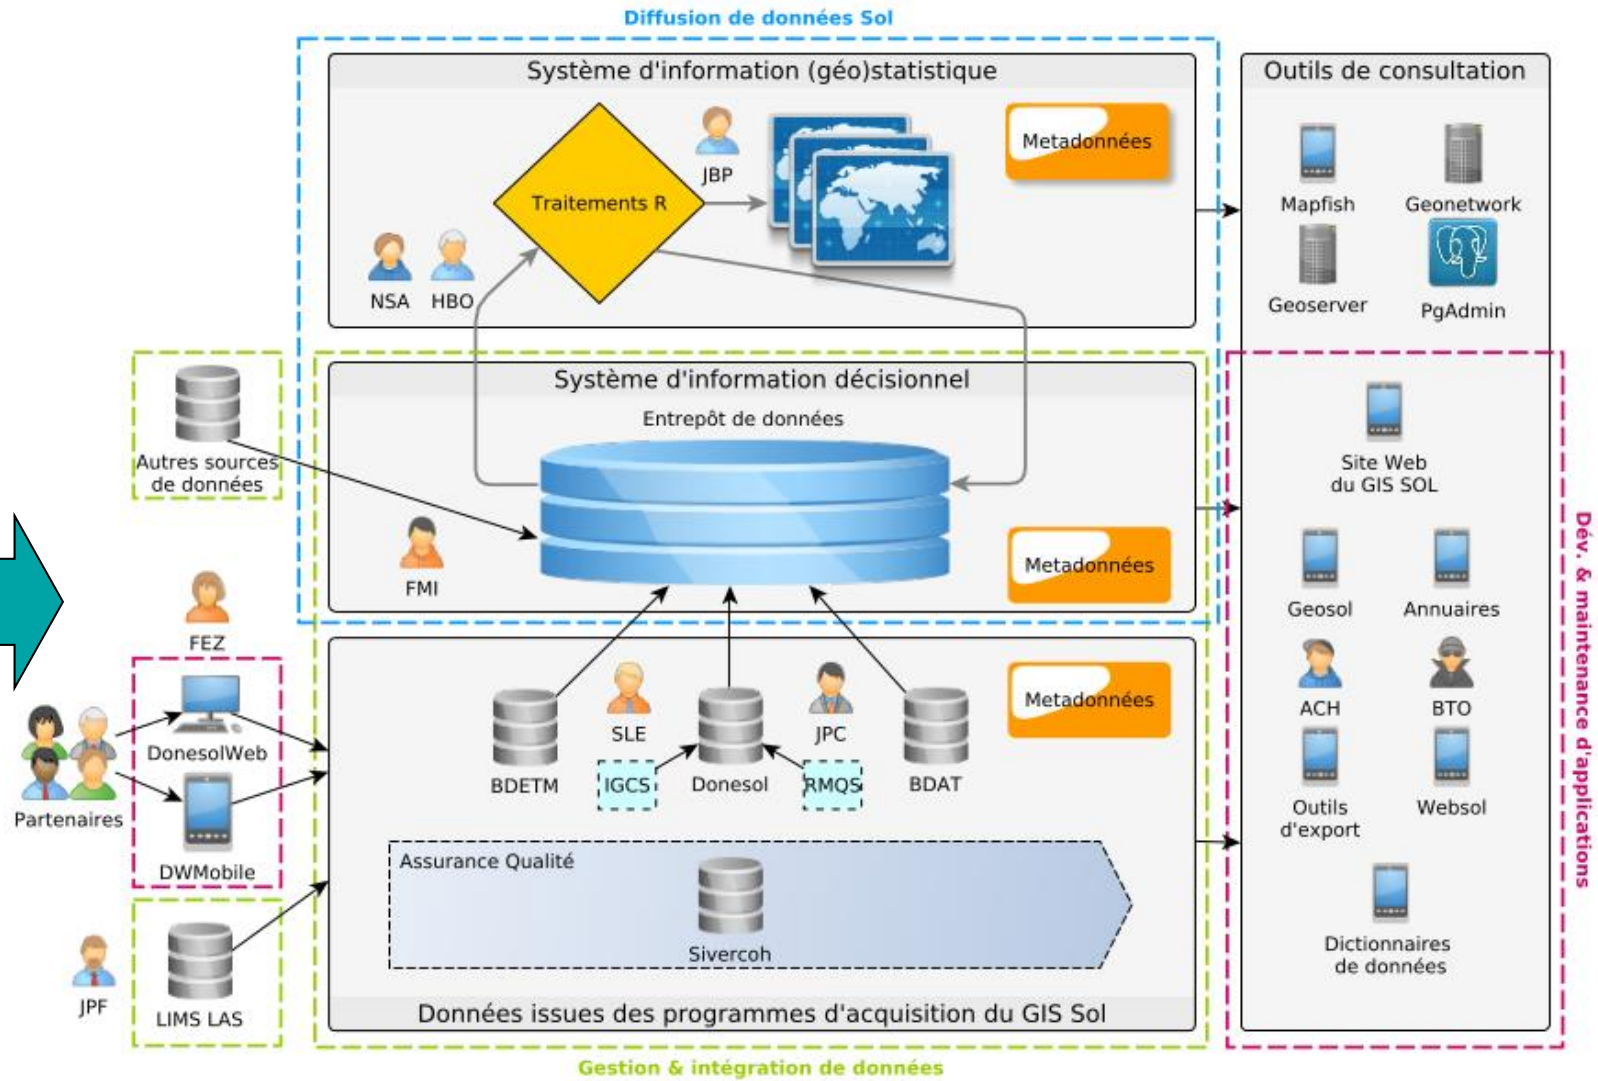 Diffusion de données Sol
Système d'information (géo)statistique
Outils de consultation
JBP
Metadonnées
Traitements R
NSA
HBO
Mapfish
Geonetwork
Geoserver
PgAdmin
Système d'information décisionnel
Entrepôt de données
Autres sources
de données
FMI
Metadonnées
Site Web
du GIS SOL
Geosol
Annuaires
ACH
BTO
Outils
d'export
Websol
Dictionnaires
de données
Dév. & maintenance d'applications
FEZ
DonesolWeb
Partenaires
DWMobile
JPF
LIMS LAS
SLE
JPC
Metadonnées
BDETM
IGCS
Donesol
RMQS
BDAT
Assurance Qualité
Sivercoh
Données issues des programmes d'acquisition du GIS Sol
Gestion & intégration de données